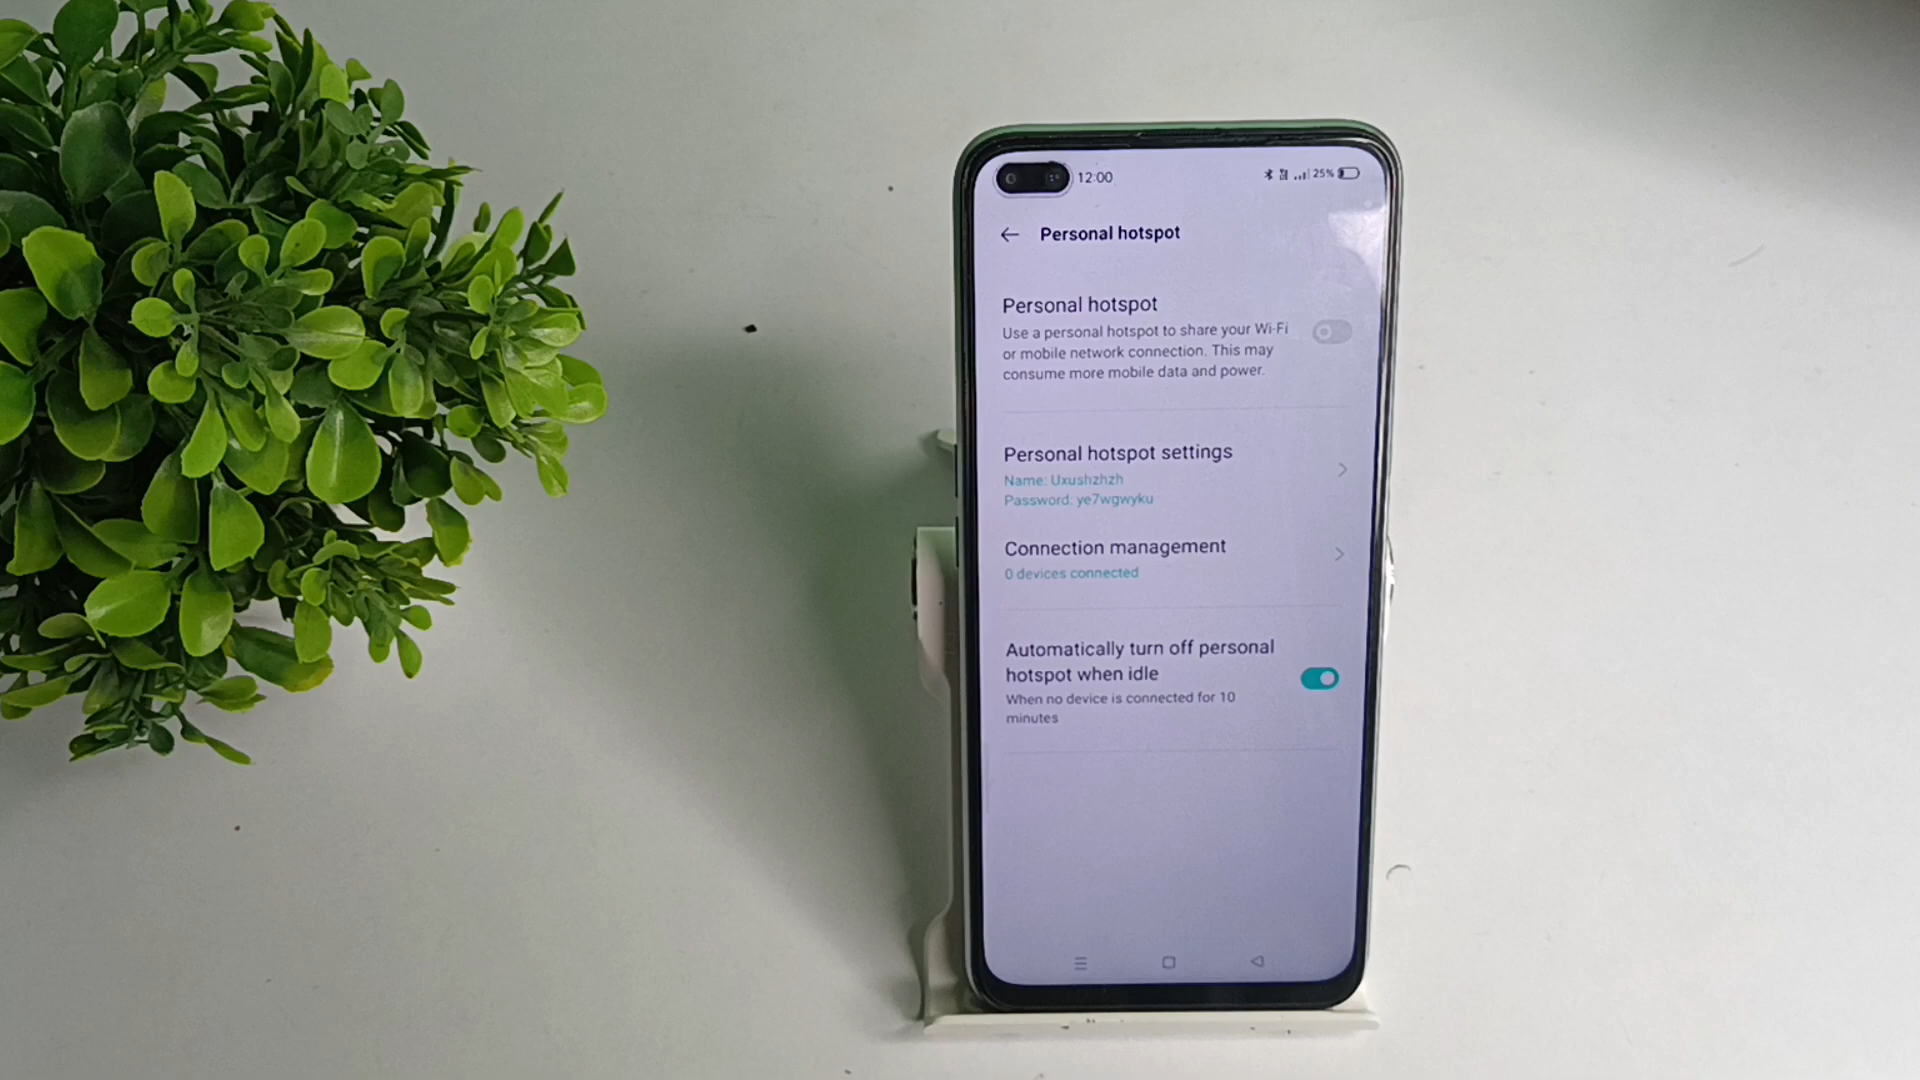 12:00 25%
Personal hotspot
Personal hotspot
Use a personal hotspot to share your Wi-Fi
or mobile network connection. This may
consume more mobile data and power.
Personal hotspot settings
Name: Uxushzhzh
Password: ye7wgwyku
Connection management
0 devices connected
Automatically turn off personal
hotspot when idle
When no device is connected for 10
minutes